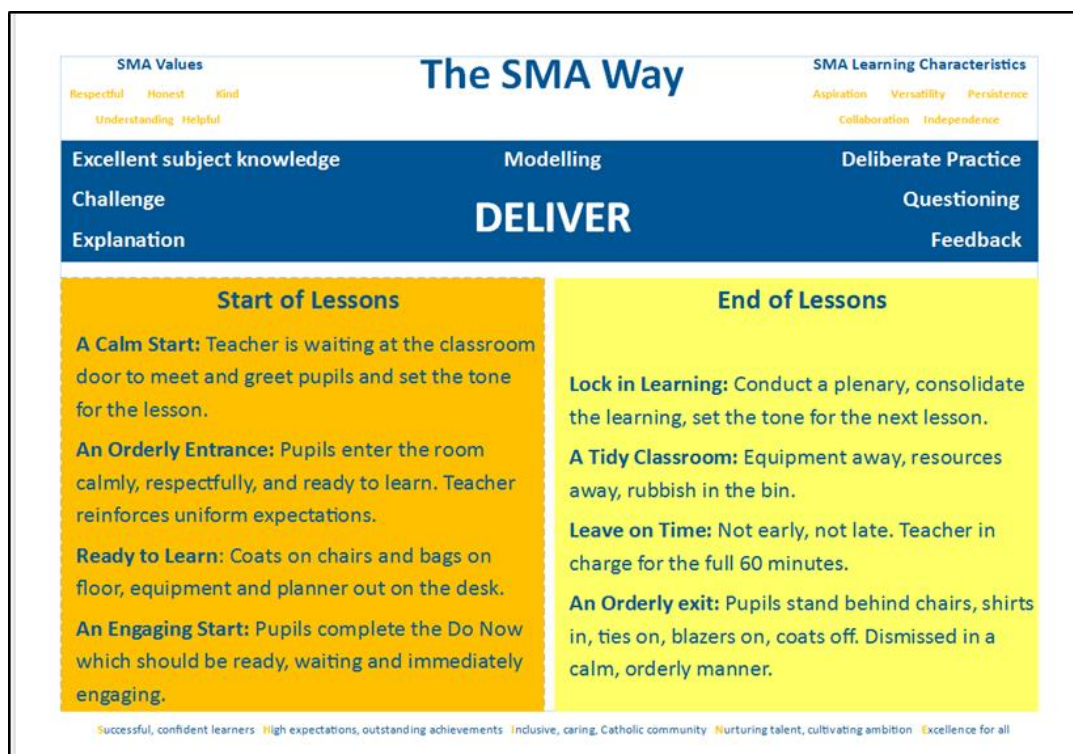 SMA Values
Respectful Honest Kind
Understanding Helpful
The SMA Way
SMA Learning Characteristics
Aspiration Versatility Persistence
Collaboration Independence
Excellent subject knowledge
Challenge
Explanation
Modelling
DELIVER
Deliberate Practice
Questioning
Feedback
Start of Lessons
A Calm Start: Teacher is waiting at the classroom
door to meet and greet pupils and set the tone
for the lesson.
An Orderly Entrance: Pupils enter the room
calmly, respectfully, and ready to learn. Teacher
reinforces uniform expectations.
Ready to Learn: Coats on chairs and bags on
floor, equipment and planner out on the desk.
An Engaging Start: Pupils complete the Do Now
which should be ready, waiting and immediately
engaging.
End of Lessons
Lock in Learning: Conduct a plenary, consolidate
the learning, set the tone for the next lesson.
A Tidy Classroom: Equipment away, resources
away, rubbish in the bin.
Leave on Time: Not early, not late. Teacher in
charge for the full 60 minutes.
An Orderly exit: Pupils stand behind chairs, shirts
in, ties on, blazers on, coats off. Dismissed in a
calm, orderly manner.
Successful, confident learners High expectations, outstanding achievements Inclusive, caring, Catholic community Nurturing talent, cultivating ambition Excellence for all